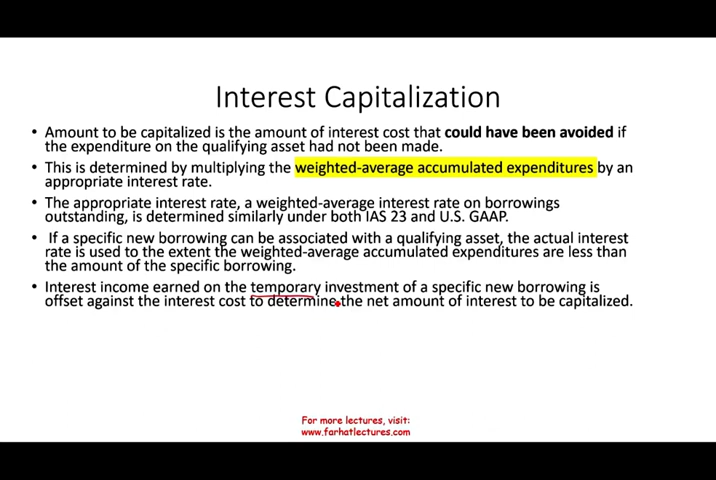 Interest Capitalization
• Amount to be capitalized is the amount of interest cost that could have been avoided if
the expenditure on the qualifying asset had not been made.
• This is determined by multiplying the weighted-average accumulated expenditures by an
appropriate interest rate.
• The appropriate interest rate, a weighted-average interest rate on borrowings
outstanding, is determined similarly under both IAS 23 and U.S. GAAP.
• If a specific new borrowing can be associated with a qualifying asset, the actual interest
rate is used to the extent the weighted-average accumulated expenditures are less than
the amount of the specific borrowing.
• Interest income earned on the temporary investment of a specific new borrowing is
offset against the interest cost to determine the net amount of interest to be capitalized.
For more lectures, visit:
www.farhatlectures.com